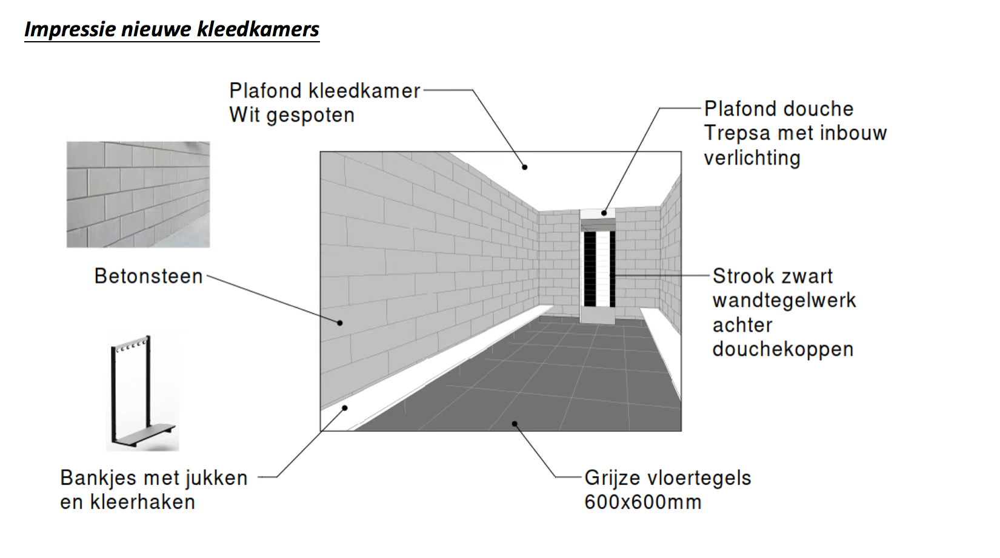 Impressie nieuwe kleedkamers
Plafond kleedkamer
Wit gespoten
Plafond douche
Trepsa met inbouw
verlichting
Betonsteen
Strook zwart
wandtegelwerk
achter
douchekoppen
Bankjes met jukken
en kleerhaken
Grijze vloertegels
600x600mm